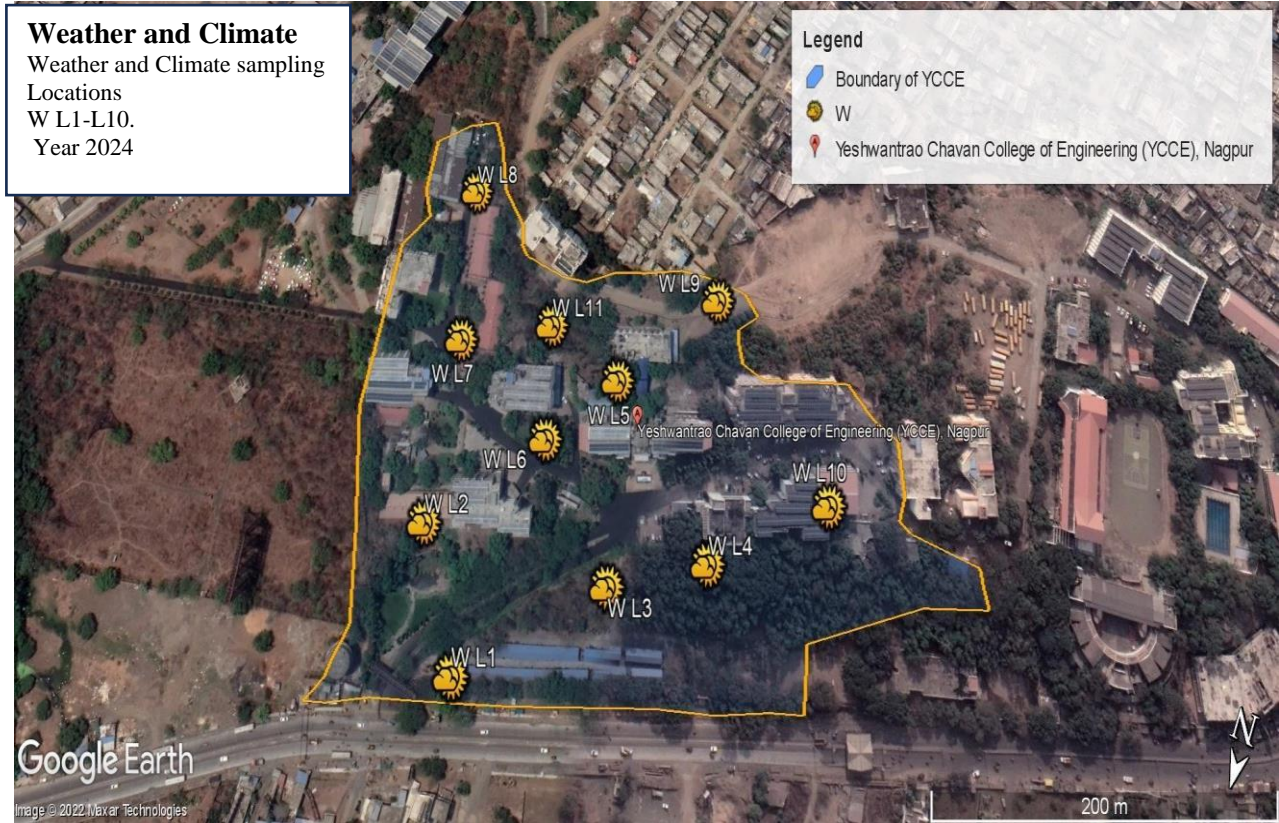 Weather and Climate
Weather and Climate sampling
Locations
W L1-L10.
Year 2024
Legend
Boundary of YCCE
W
Yeshwantrao Chavan College of Engineering (YCCE), Nagpur
W L8
W L9
W L11
W L7
W L5
Yeshwantrao Chavan College of Engineering (YCCE), Nagpur
W L6
W L10
W L2
W L4
W L3
W L1
N
Google Earth
Image © 2022 Maxar Technologies
200 m